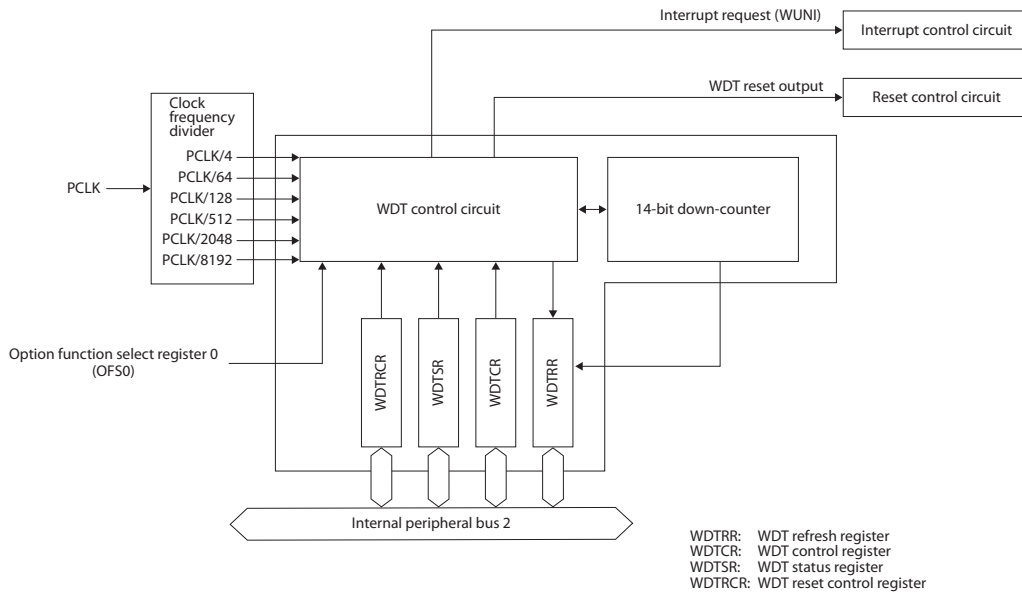 Interrupt request (WUNI)
Interrupt control circuit
WDT reset output
Reset control circuit
Clock
frequency
divider
PCLK
PCLK/4
PCLK/64
PCLK/128
PCLK/512
PCLK/2048
PCLK/8192
WDT control circuit
14-bit down-counter
Option function select register 0
(OFS0)
WDTRCR
WDTSR
WDTCR
WDTRR
Internal peripheral bus 2
WDTRR: WDT refresh register
WDTCR: WDT control register
WDTSR: WDT status register
WDTRCR: WDT reset control register